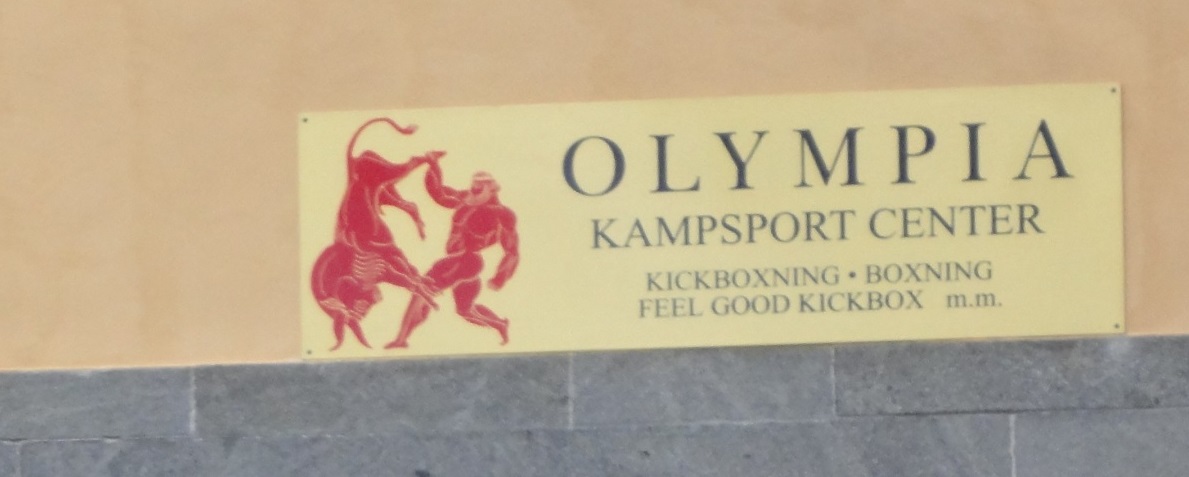 OLYMPIA
KAMPSPORT CENTER
KICKBOXNING • BOXNING
FEEL GOOD KICKBOX m.m.